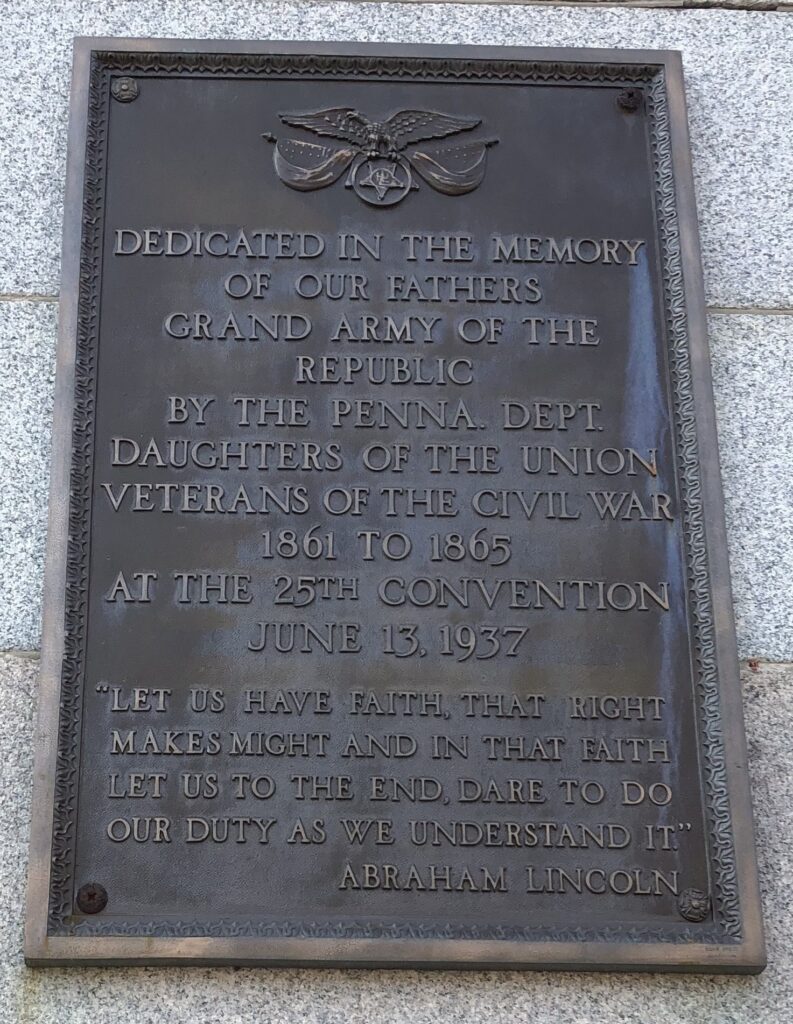 DEDICATED IN THE MEMORY
OF OUR FATHERS
GRAND ARMY OF THE
REPUBLIC
BY THE PENNA. DEPT.
DAUGHTERS OF THE UNION
VETERANS OF THE CIVIL WAR
1861 TO 1865
AT THE 25TH CONVENTION
JUNE 13, 1937
"LET US HAVE FAITH, THAT RIGHT
MAKES MIGHT AND IN THAT FAITH
LET US TO THE END, DARE TO DO
OUR DUTY AS WE UNDERSTAND IT."
ABRAHAM LINCOLN